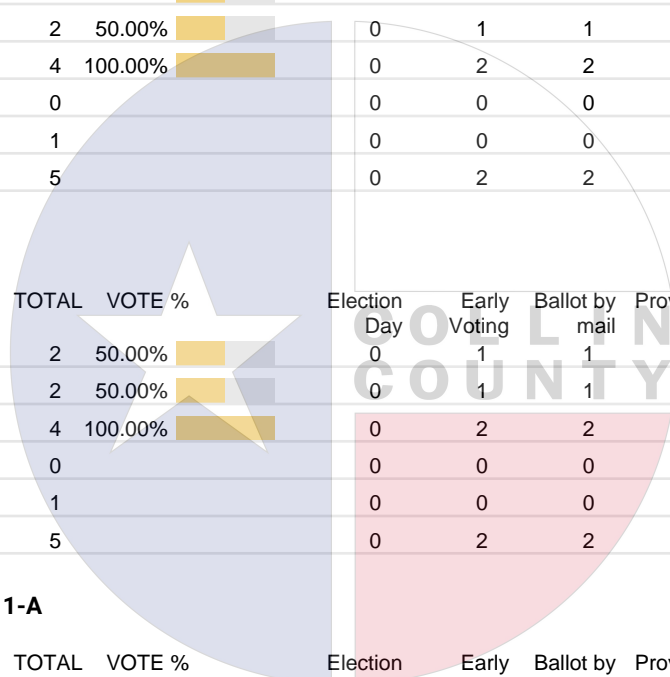 2 50.00% 0 1 1
4 100.00% 0 2 2
0 0 0 0
1 0 0 0
5 0 2 2
TOTAL VOTE % Election Day Early Voting Ballot by mail Prov
COLLIN
COUNTY
2 50.00% 0 1 1
2 50.00% 0 1 1
4 100.00% 0 2 2
0 0 0 0
1 0 0 0
5 0 2 2
1-A
TOTAL VOTE % Election Early Ballot by Prov